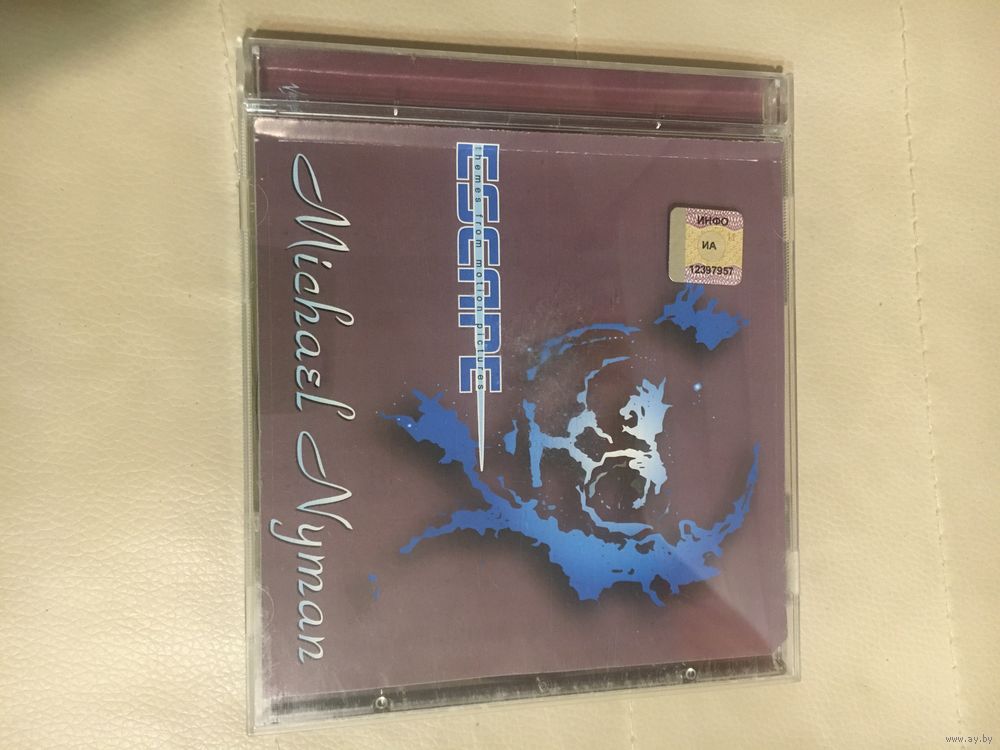 Michael Nyman
ESCAPE
themes from motion pictures
ИНФО
ИА
12397957
www.ay.by